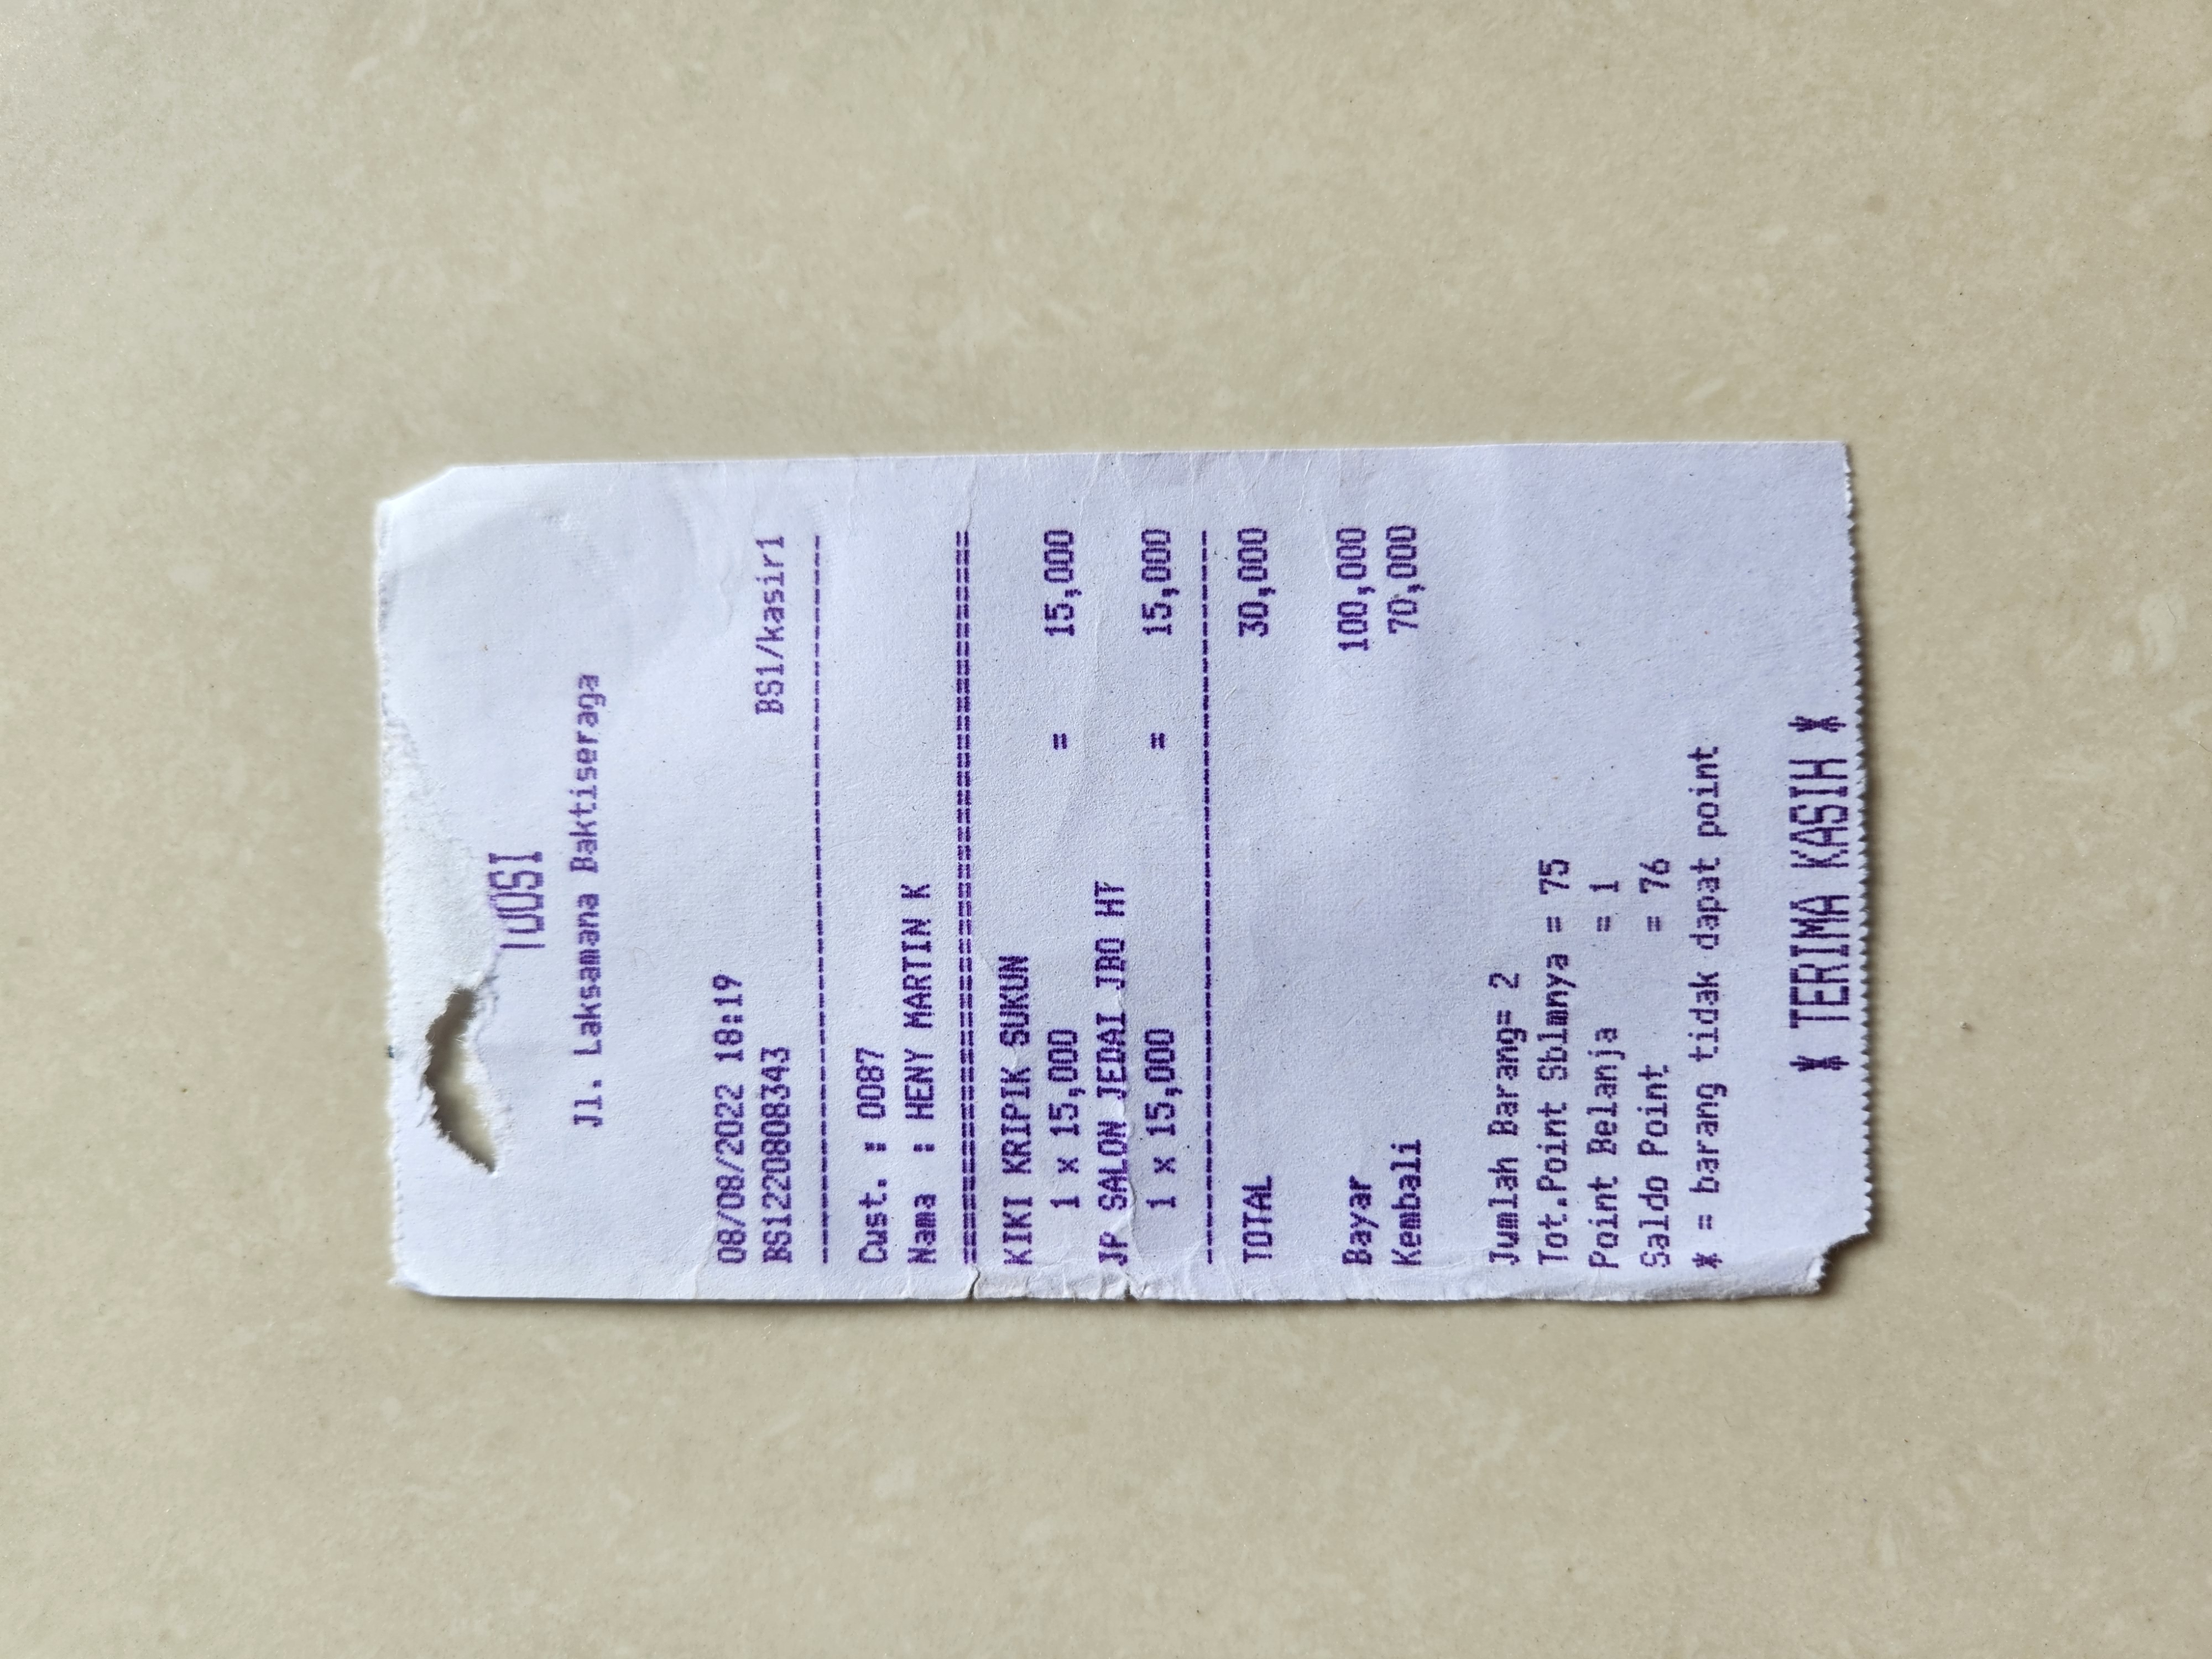 Jl. Laksamana Baktiseraga
08/08/2022 18:19
BS1220808343 BS1/kasir1
----------------------------------------
Cust. : 0087
Nama : HENY MARTIN K
========================================
KIKI KRIPIK SUKUN
1 x 15,000 = 15,000
JP SALON JEDAI JBO HT
1 x 15,000 = 15,000
----------------------------------------
TOTAL 30,000
Bayar 100,000
Kembali 70,000
Jumlah Barang= 2
Tot.Point Sblmnya = 75
Point Belanja = 1
Saldo Point = 76
* = barang tidak dapat point
* TERIMA KASIH *